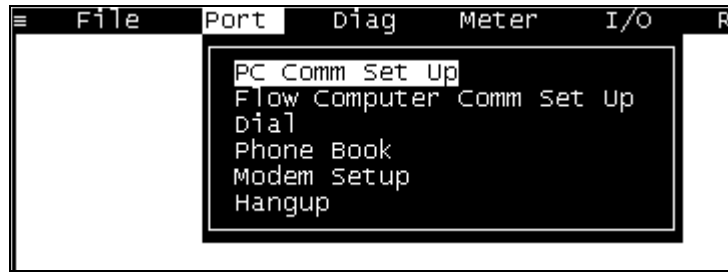 ≡ File Port Diag Meter I/O R
PC Comm Set Up
Flow Computer Comm Set Up
Dial
Phone Book
Modem Setup
Hangup